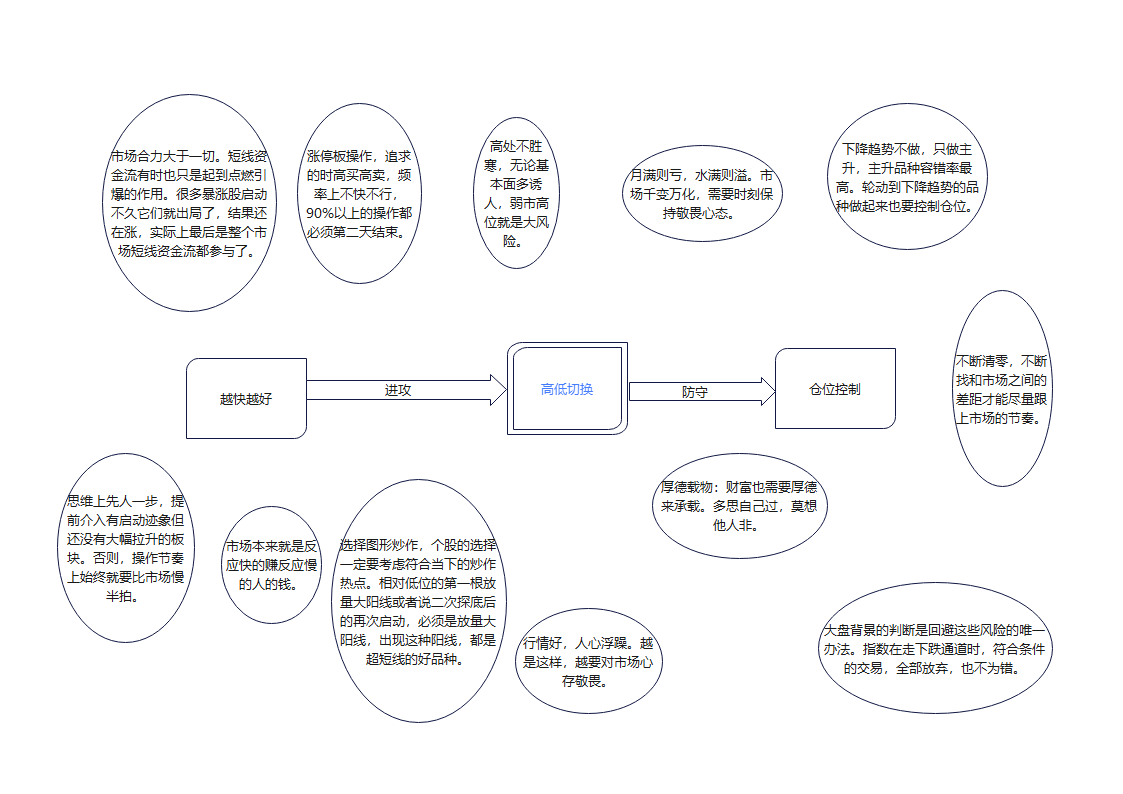 市场合力大于一切。短线资
金流有时也只是起到点燃引
爆的作用。很多暴涨股启动
不久它们就出局了，结果还
在涨，实际上最后是整个市
场短线资金流都参与了。
涨停板操作，追求
的时高买高卖，频
率上不快不行，
90%以上的操作都
必须第二天结束。
高处不胜
寒，无论基
本面多诱
人，弱市高
位就是大风
险。
月满则亏，水满则溢。市
场千变万化，需要时刻保
持敬畏心态。
下降趋势不做，只做主
升，主升品种容错率最
高。轮动到下降趋势的品
种做起来也要控制仓位。
不断清零，不断
找和市场之间的
差距才能尽量跟
上市场的节奏。
越快越好
进攻
高低切换
防守
仓位控制
思维上先人一步，提
前介入有启动迹象但
还没有大幅拉升的板
块。否则，操作节奏
上始终就要比市场慢
半拍。
市场本来就是反
应快的赚反应慢
的人的钱。
选择图形炒作，个股的选择
一定要考虑符合当下的炒作
热点。相对低位的第一根放
量大阳线或者说二次探底后
的再次启动，必须是放量大
阳线，出现这种阳线，都是
超短线的好品种。
行情好，人心浮躁。越
是这样，越要对市场心
存敬畏。
厚德载物：财富也需要厚德
来承载。多思自己过，莫想
他人非。
大盘背景的判断是回避这些风险的唯一
办法。指数在走下跌通道时，符合条件
的交易，全部放弃，也不为错。